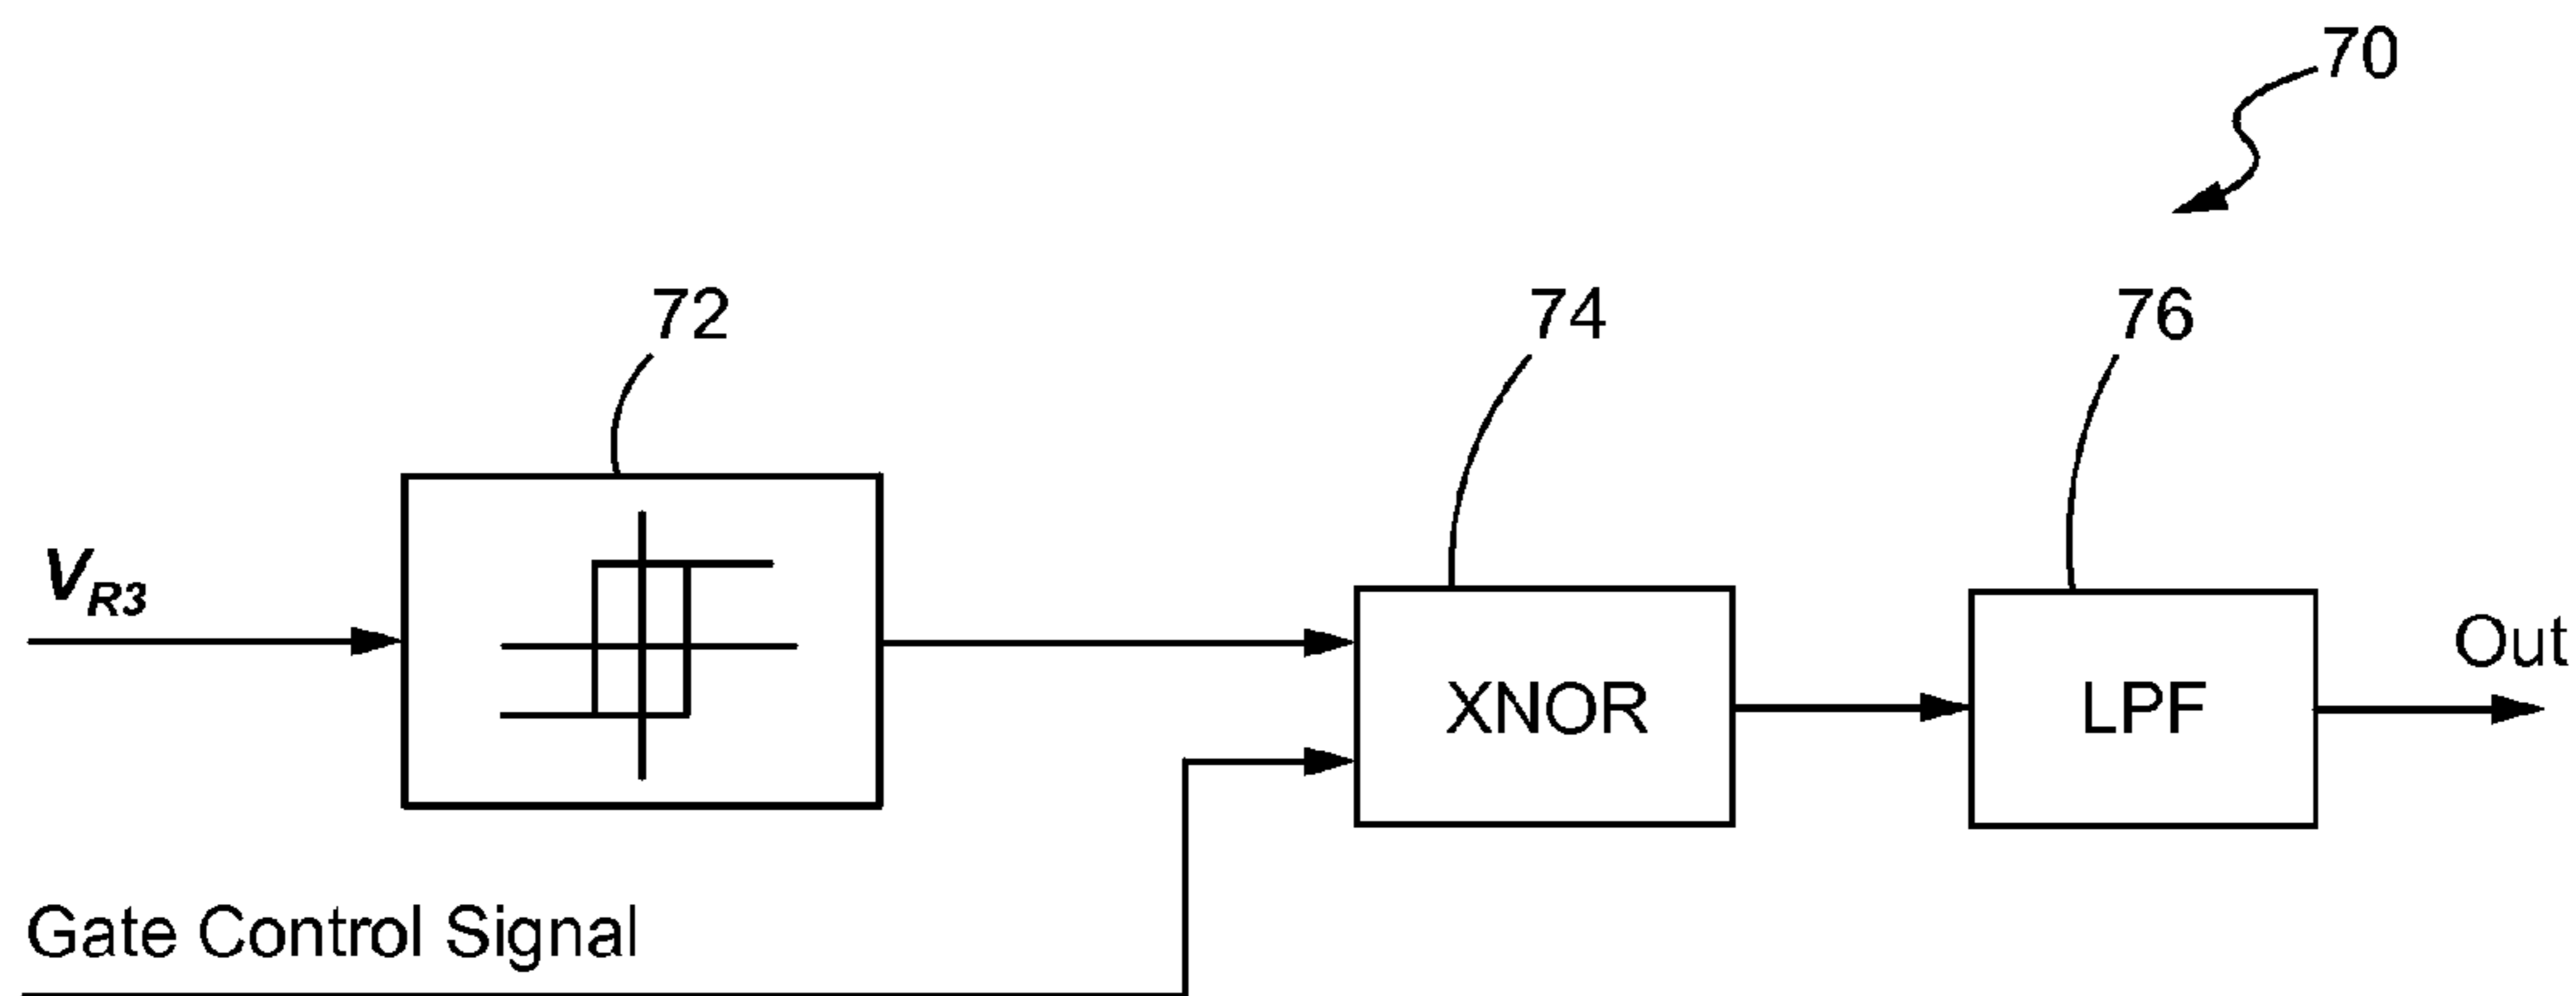 70
72
74
76
V_R3
XNOR
LPF
Out
Gate Control Signal